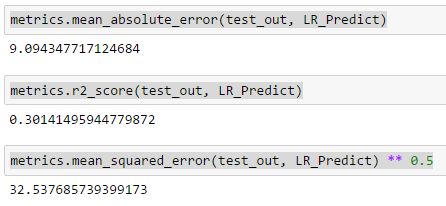 metrics.mean_absolute_error(test_out, LR_Predict)
9.094347717124684
metrics.r2_score(test_out, LR_Predict)
0.30141495944779872
metrics.mean_squared_error(test_out, LR_Predict) ** 0.5
32.537685739399173